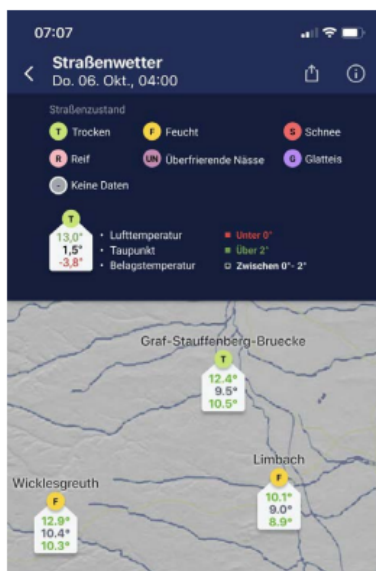 07:07
Straßenwetter
Do. 06. Okt., 04:00
Straßenzustand
T Trocken F Feucht S Schnee
R Reif UN Überfrierende Nässe G Glatteis
- Keine Daten
T
13,0° • Lufttemperatur Unter 0°
1,5° • Taupunkt Über 2°
-3,8° • Belagstemperatur Zwischen 0°- 2°
Graf-Stauffenberg-Bruecke
T
12.4°
9.5°
10.5°
Limbach
F
10.1°
9.0°
8.9°
Wicklesgreuth
F
12.9°
10.4°
10.3°